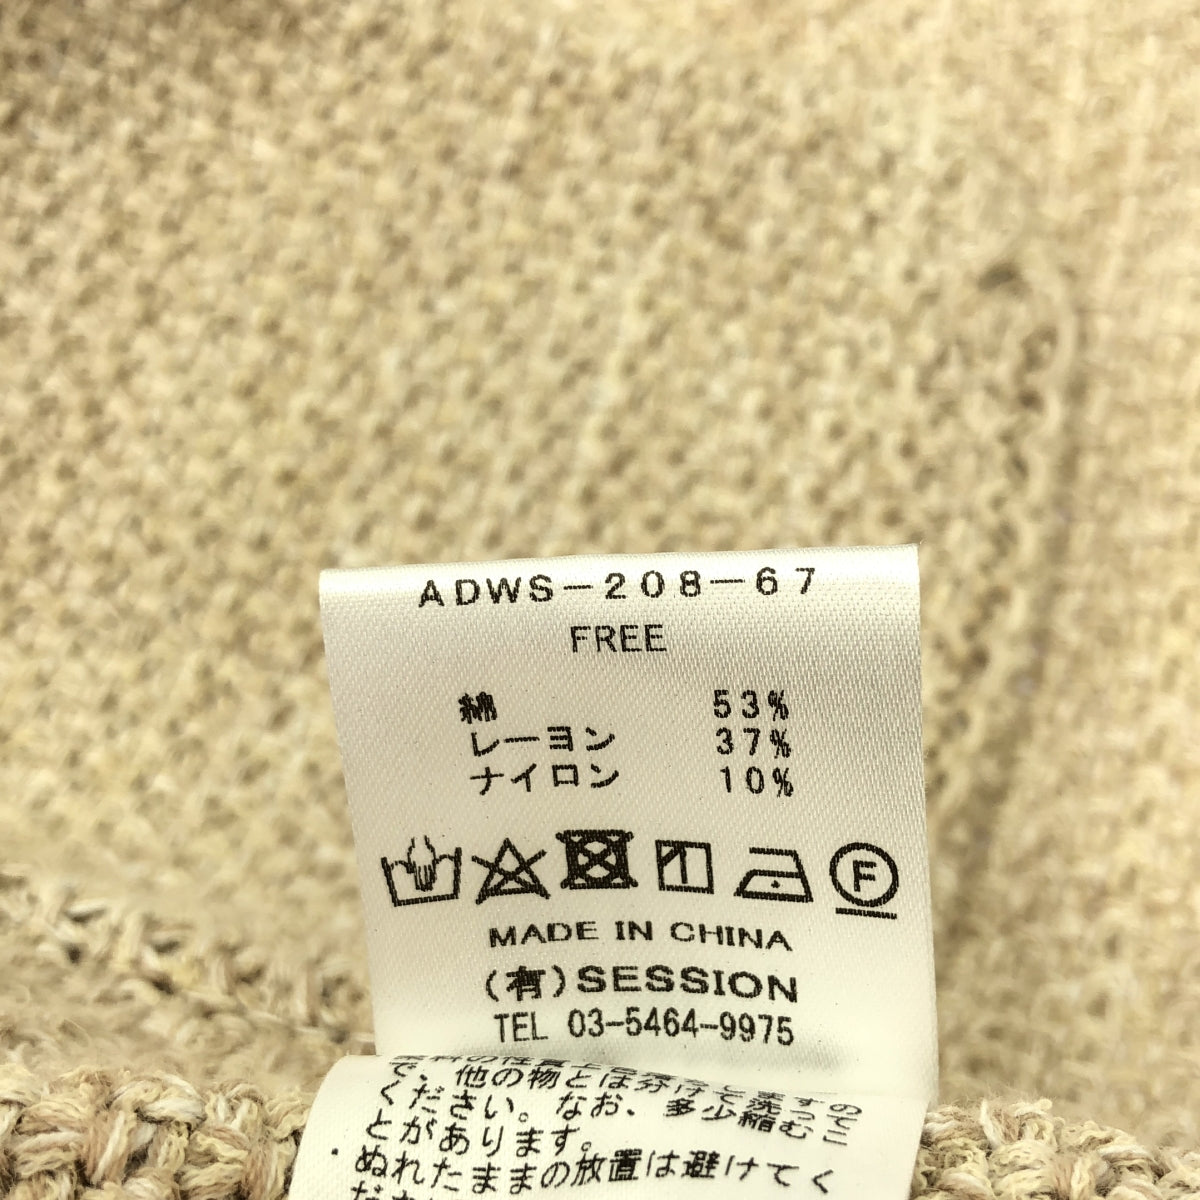 ADWS-208-67
FREE
綿 53%
レーヨン 37%
ナイロン 10%
F
MADE IN CHINA
(有)SESSION
TEL 03-5464-9975
で、他の物とは分けて洗って
ください。なお、多少縮むこ
とがあります。
・ぬれたままの放置は避けてく